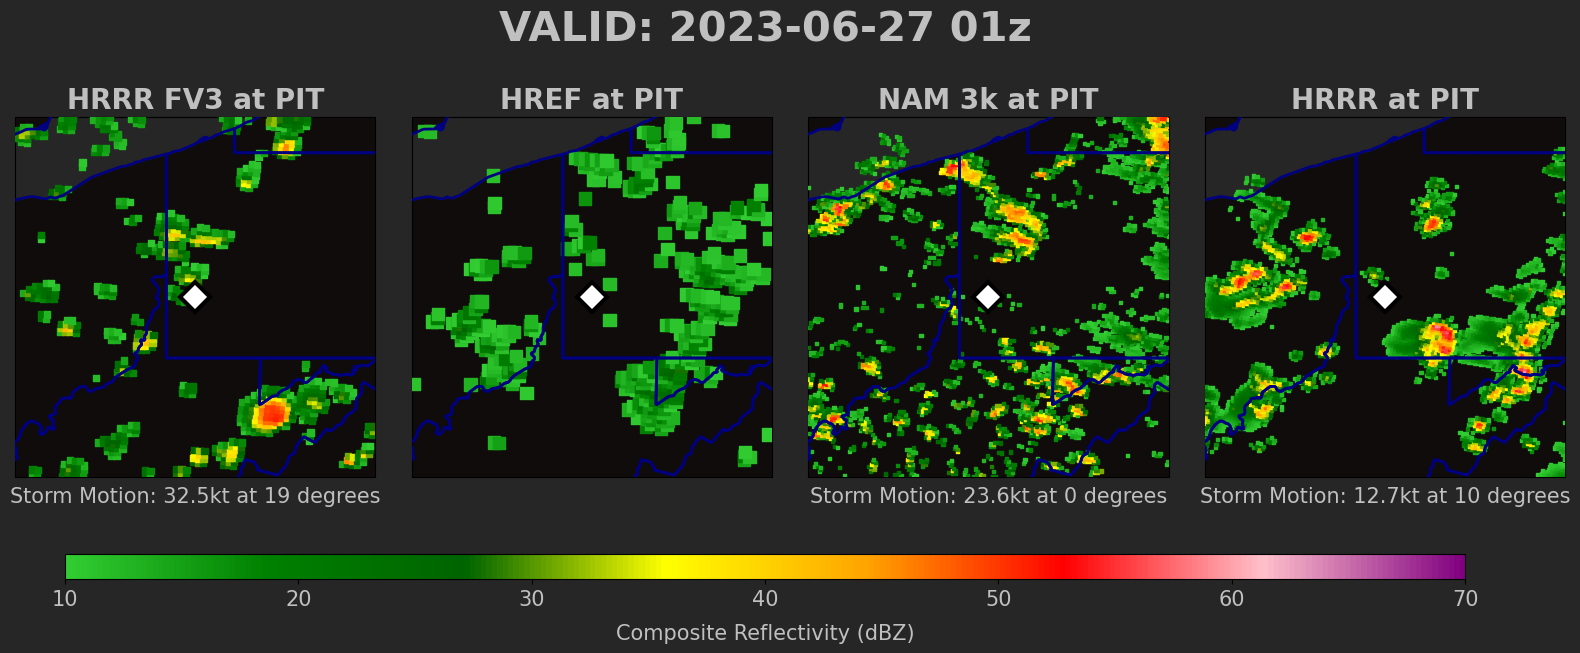 VALID: 2023-06-27 01z
HRRR FV3 at PIT
HREF at PIT
NAM 3k at PIT
HRRR at PIT
Storm Motion: 32.5kt at 19 degrees
Storm Motion: 23.6kt at 0 degrees
Storm Motion: 12.7kt at 10 degrees
10 20 30 40 50 60 70
Composite Reflectivity (dBZ)